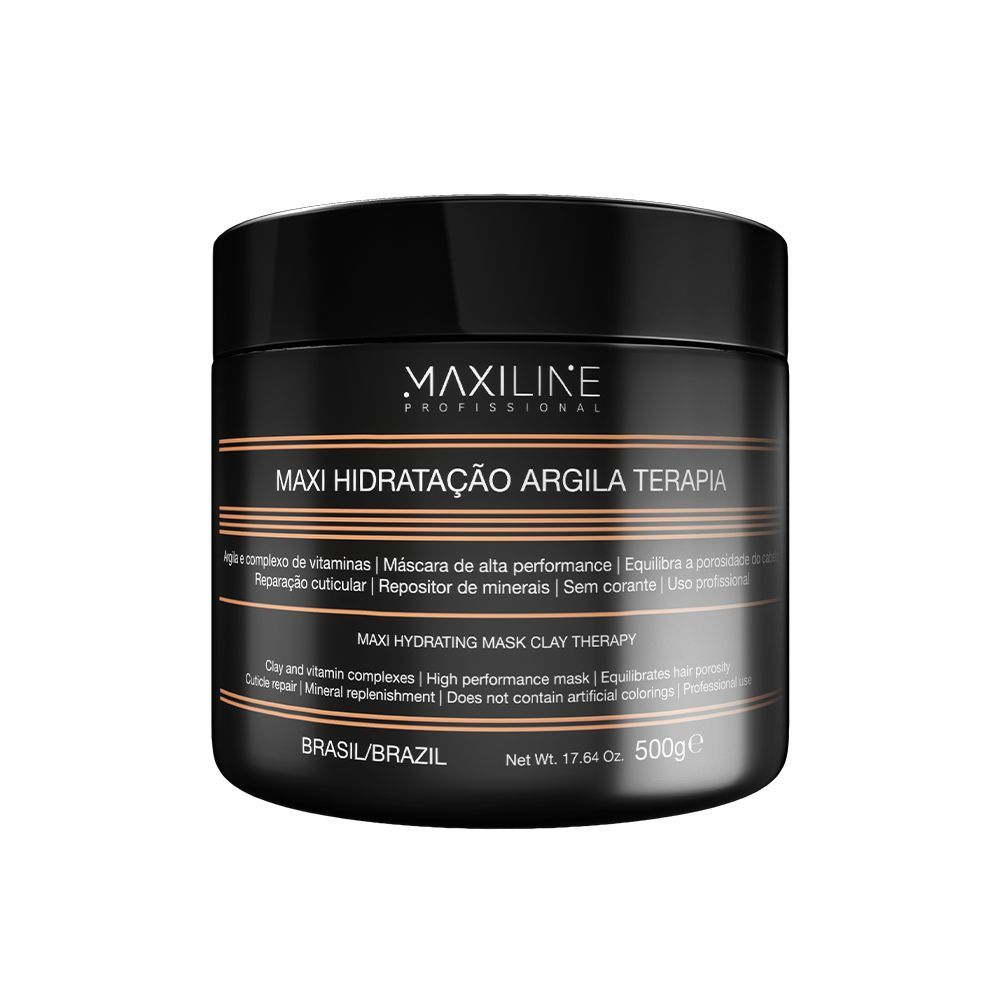 MAXILINE
PROFISSIONAL
MAXI HIDRATAÇÃO ARGILA TERAPIA
Argila e complexo de vitaminas | Máscara de alta performance | Equilibra a porosidade do cabelo
Reparação cuticular | Repositor de minerais | Sem corante | Uso profissional
MAXI HYDRATING MASK CLAY THERAPY
Clay and vitamin complexes | High performance mask | Equilibrates hair porosity
Cuticle repair | Mineral replenishment | Does not contain artificial colorings | Professional use
BRASIL/BRAZIL
Net Wt. 17.64 Oz. 500g℮